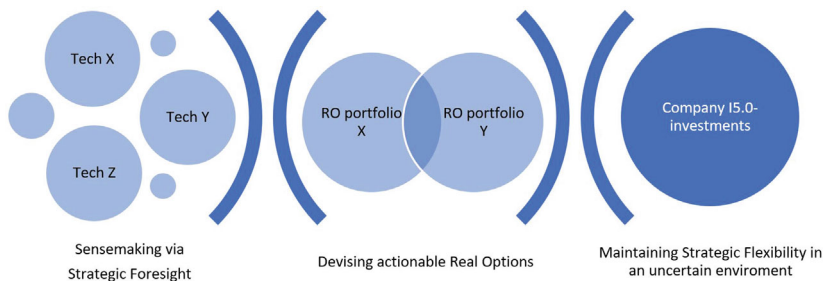 Tech X
Tech Y
Tech Z
Sensemaking via
Strategic Foresight
RO portfolio
X
RO portfolio
Y
Devising actionable Real Options
Company I5.0-
investments
Maintaining Strategic Flexibility in
an uncertain enviroment